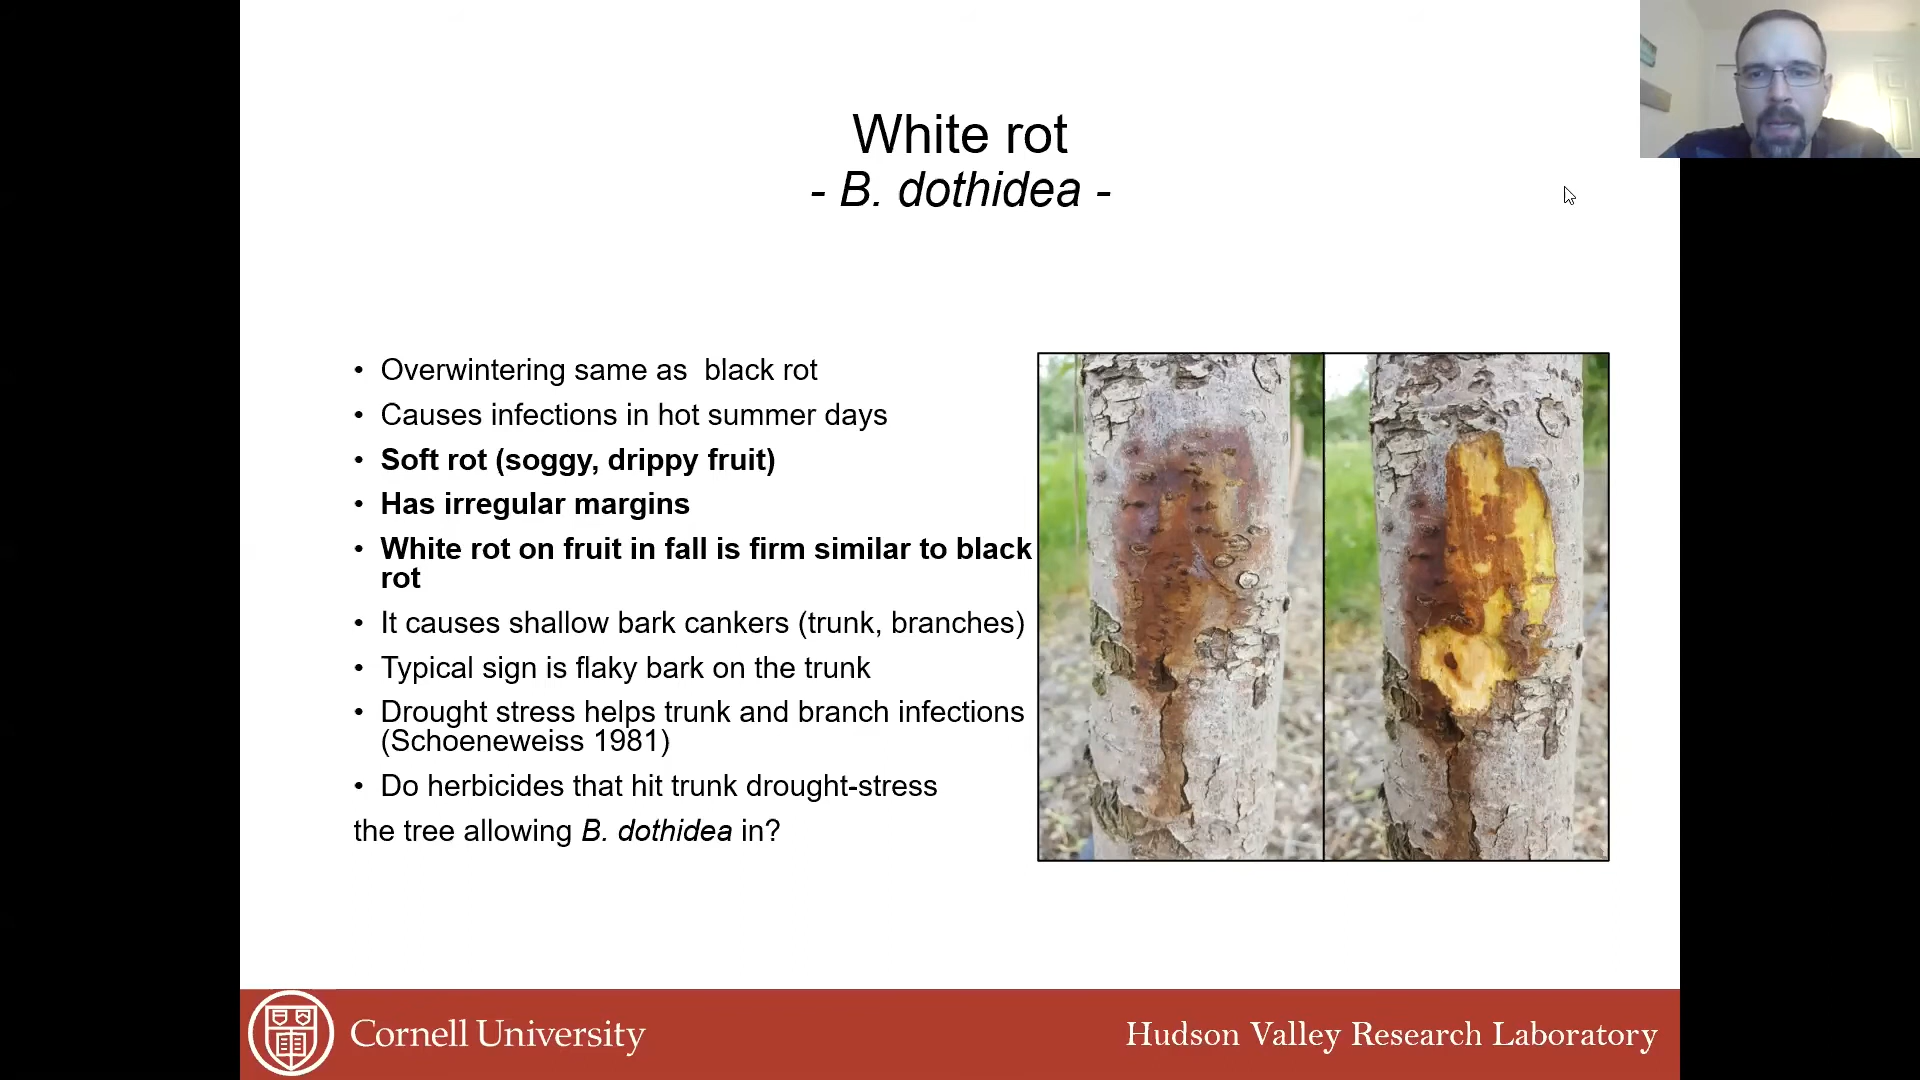 White rot
- B. dothidea -
• Overwintering same as  black rot
• Causes infections in hot summer days
• Soft rot (soggy, drippy fruit)
• Has irregular margins
• White rot on fruit in fall is firm similar to black
rot
• It causes shallow bark cankers (trunk, branches)
• Typical sign is flaky bark on the trunk
• Drought stress helps trunk and branch infections
(Schoeneweiss 1981)
• Do herbicides that hit trunk drought-stress
the tree allowing B. dothidea in?
Cornell University
Hudson Valley Research Laboratory